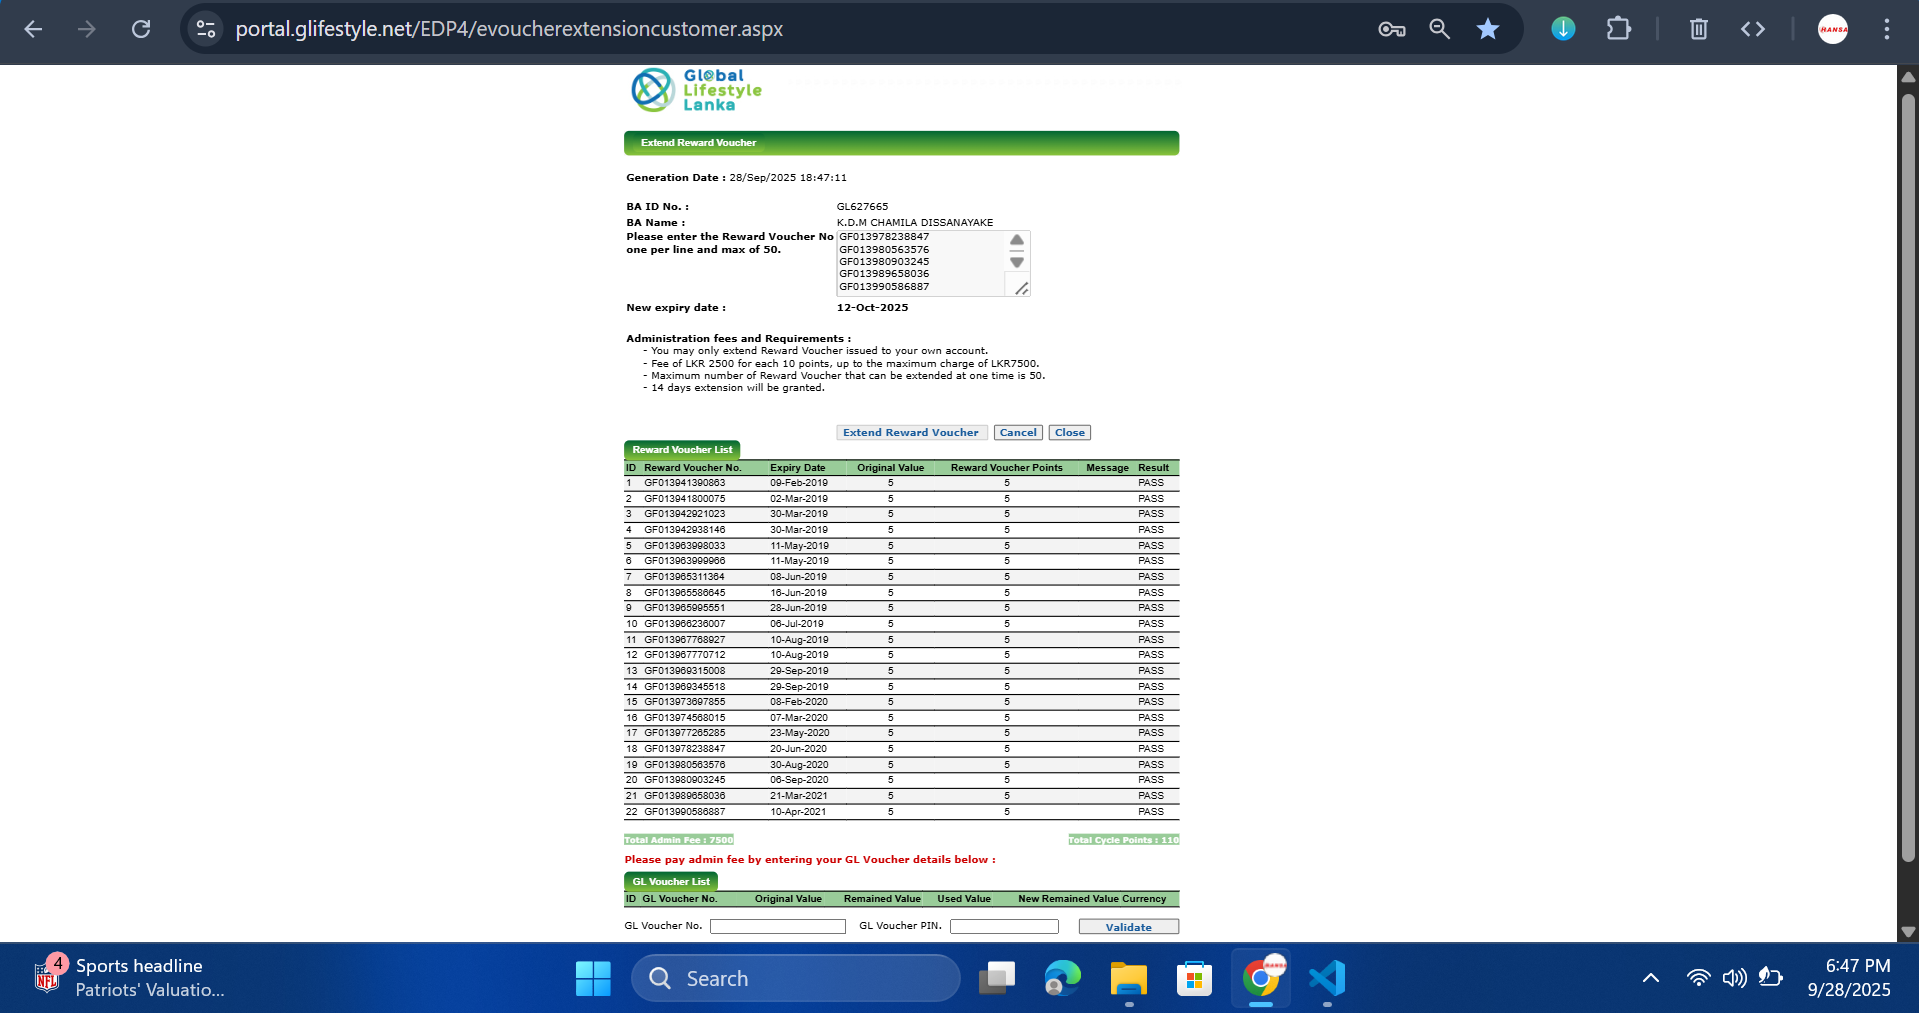 portal.glifestyle.net/EDP4/evoucherextensioncustomer.aspx
HANSA
Global
Lifestyle
Lanka
Extend Reward Voucher
Generation Date : 28/Sep/2025 18:47:11
BA ID No. : GL627665
BA Name : K.D.M CHAMILA DISSANAYAKE
Please enter the Reward Voucher No
one per line and max of 50.
GF013978238847
GF013980563576
GF013980903245
GF013989658036
GF013990586887
New expiry date : 12-Oct-2025
Administration fees and Requirements :
- You may only extend Reward Voucher issued to your own account.
- Fee of LKR 2500 for each 10 points, up to the maximum charge of LKR7500.
- Maximum number of Reward Voucher that can be extended at one time is 50.
- 14 days extension will be granted.
Extend Reward Voucher Cancel Close
Reward Voucher List
ID Reward Voucher No. Expiry Date Original Value Reward Voucher Points Message Result
1 GF013941390863 09-Feb-2019 5 5 PASS
2 GF013941800075 02-Mar-2019 5 5 PASS
3 GF013942921023 30-Mar-2019 5 5 PASS
4 GF013942938146 30-Mar-2019 5 5 PASS
5 GF013963998033 11-May-2019 5 5 PASS
6 GF013963999966 11-May-2019 5 5 PASS
7 GF013965311364 08-Jun-2019 5 5 PASS
8 GF013965586645 16-Jun-2019 5 5 PASS
9 GF013965995551 28-Jun-2019 5 5 PASS
10 GF013966236007 06-Jul-2019 5 5 PASS
11 GF013967768927 10-Aug-2019 5 5 PASS
12 GF013967770712 10-Aug-2019 5 5 PASS
13 GF013969315008 29-Sep-2019 5 5 PASS
14 GF013969345518 29-Sep-2019 5 5 PASS
15 GF013973697855 08-Feb-2020 5 5 PASS
16 GF013974568015 07-Mar-2020 5 5 PASS
17 GF013977265285 23-May-2020 5 5 PASS
18 GF013978238847 20-Jun-2020 5 5 PASS
19 GF013980563576 30-Aug-2020 5 5 PASS
20 GF013980903245 06-Sep-2020 5 5 PASS
21 GF013989658036 21-Mar-2021 5 5 PASS
22 GF013990586887 10-Apr-2021 5 5 PASS
Total Admin Fee : 7500 Total Cycle Points : 110
Please pay admin fee by entering your GL Voucher details below :
GL Voucher List
ID GL Voucher No. Original Value Remained Value Used Value New Remained Value Currency
GL Voucher No. GL Voucher PIN. Validate
4
NFL
Sports headline
Patriots' Valuatio...
Search
HANSA
6:47 PM
9/28/2025